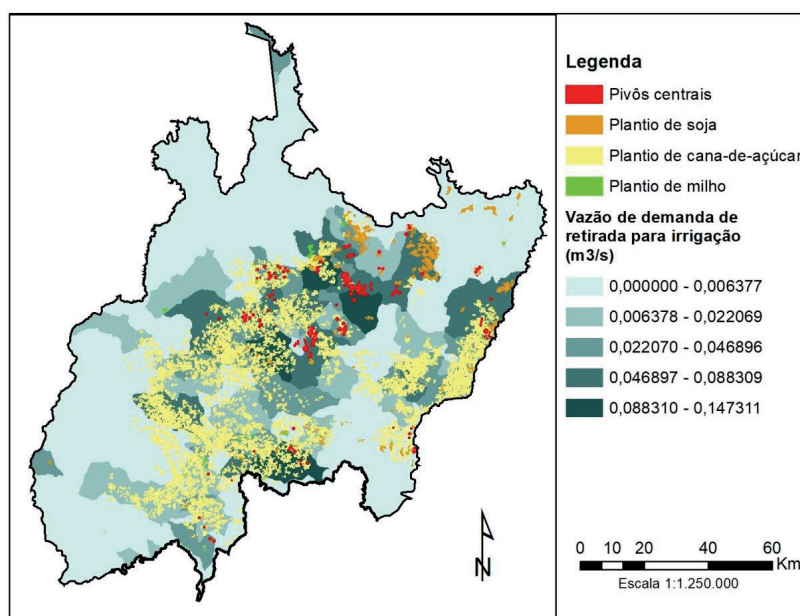 Legenda
Pivôs centrais
Plantio de soja
Plantio de cana-de-açúcar
Plantio de milho
Vazão de demanda de
retirada para irrigação
(m3/s)
0,000000 - 0,006377
0,006378 - 0,022069
0,022070 - 0,046896
0,046897 - 0,088309
0,088310 - 0,147311
N
0 10 20 40 60
Km
Escala 1:1.250.000